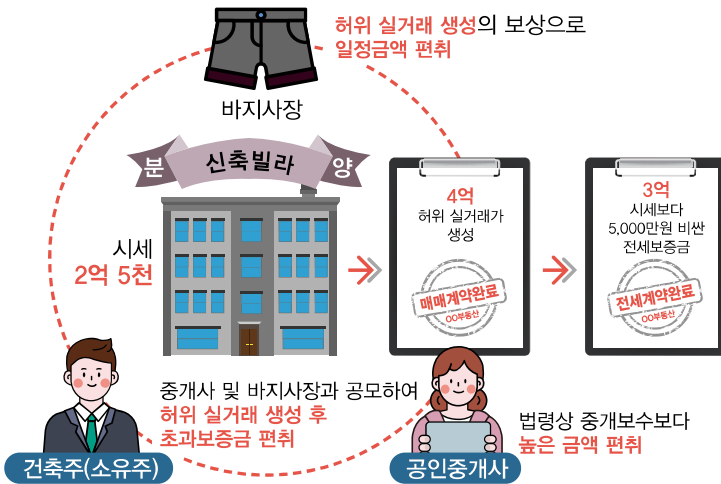 허위 실거래 생성의 보상으로
일정금액 편취
바지사장
분 신축빌라 양
시세
2억 5천
4억
허위 실거래가
생성
매매계약완료
OO부동산
3억
시세보다
5,000만원 비싼
전세보증금
전세계약완료
OO부동산
중개사 및 바지사장과 공모하여
허위 실거래 생성 후
초과보증금 편취
건축주(소유주)
법령상 중개보수보다
높은 금액 편취
공인중개사